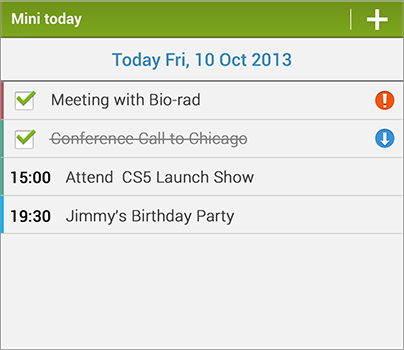 Mini today
Today Fri, 10 Oct 2013
Meeting with Bio-rad
Conference Call to Chicago
15:00 Attend CS5 Launch Show
19:30 Jimmy's Birthday Party